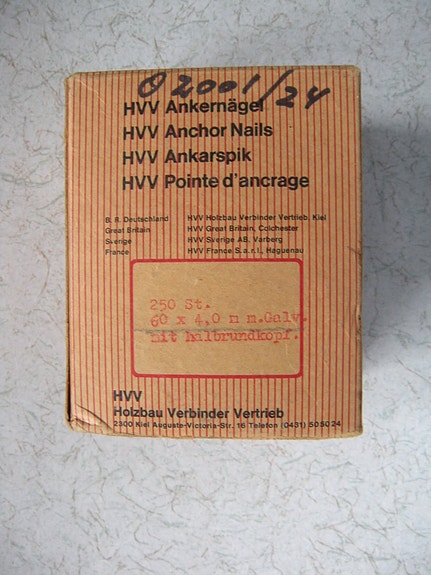 0 2001/24
HVV Ankernägel
HVV Anchor Nails
HVV Ankarspik
HVV Pointe d'ancrage
B. R. Deutschland HVV Holzbau Verbinder Vertrieb, Kiel
Great Britain HVV Great Britain, Colchester
Sverige HVV Sverige AB, Varberg
France HVV France S.a.r.l., Haguenau
250 St.
60 x 4,0 n m.Galv.
mit halbrundkopf.
HVV
Holzbau Verbinder Vertrieb
2300 Kiel Auguste-Victoria-Str. 16 Telefon (0431) 505024